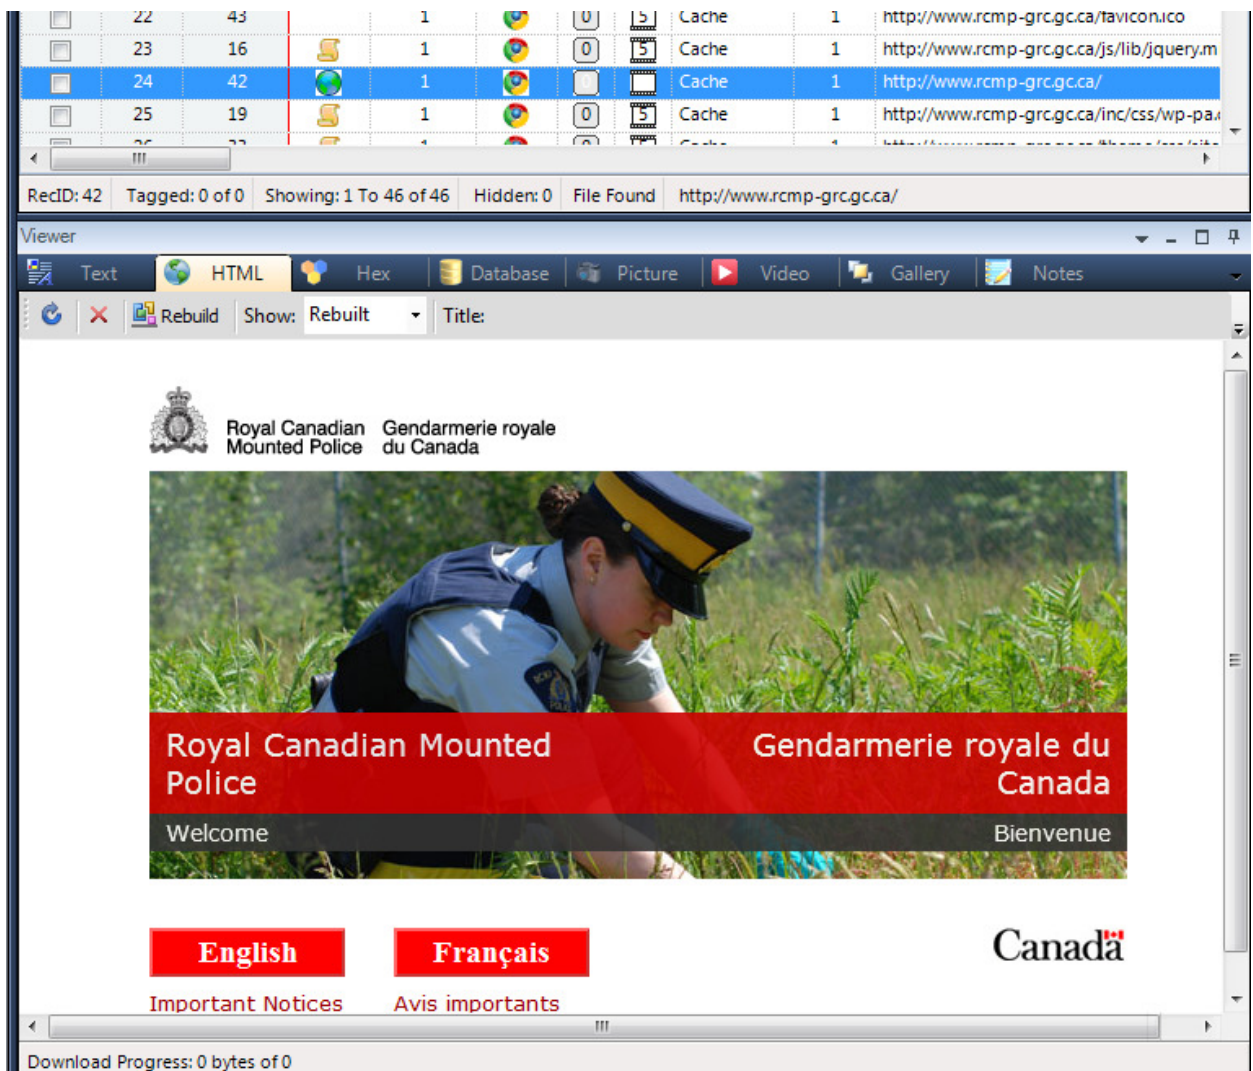 22 43 1 0 5 Cache 1 http://www.rcmp-grc.gc.ca/favicon.ico
23 16 1 0 5 Cache 1 http://www.rcmp-grc.gc.ca/js/lib/jquery.m
24 42 1 0 Cache 1 http://www.rcmp-grc.gc.ca/
25 19 1 0 5 Cache 1 http://www.rcmp-grc.gc.ca/inc/css/wp-pa.
RecID: 42 Tagged: 0 of 0 Showing: 1 To 46 of 46 Hidden: 0 File Found http://www.rcmp-grc.gc.ca/
Viewer
Text HTML Hex Database Picture Video Gallery Notes
Rebuild Show: Rebuilt Title:
Royal Canadian Gendarmerie royale
Mounted Police du Canada
Royal Canadian Mounted Gendarmerie royale du
Police Canada
Welcome Bienvenue
English Français Canada
Important Notices Avis importants
Download Progress: 0 bytes of 0